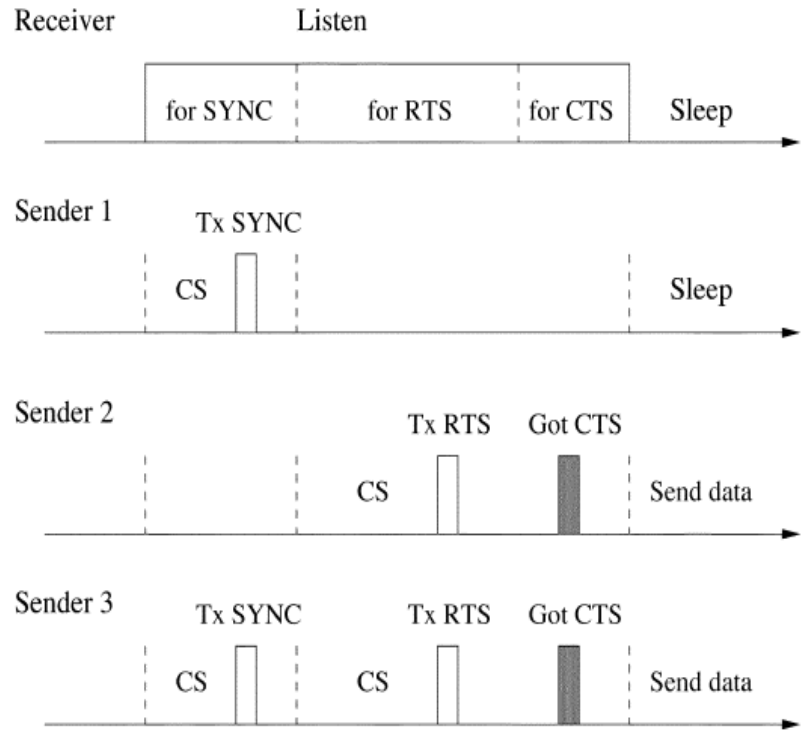 Receiver Listen
for SYNC for RTS for CTS Sleep
Sender 1
Tx SYNC
CS Sleep
Sender 2
Tx RTS Got CTS
CS Send data
Sender 3
Tx SYNC Tx RTS Got CTS
CS CS Send data